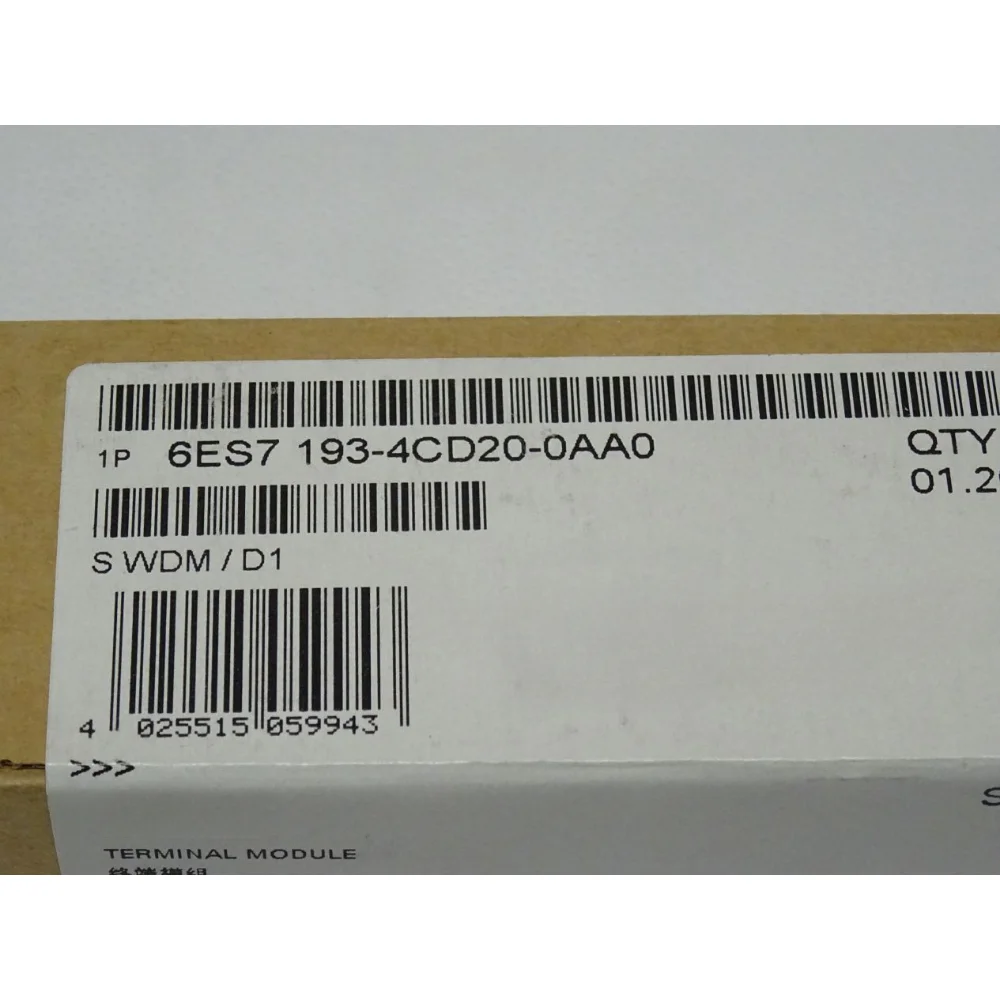 1P 6ES7 193-4CD20-0AA0
QTY
01.2
S WDM / D1
4 025515 059943
>>>
S
TERMINAL MODULE